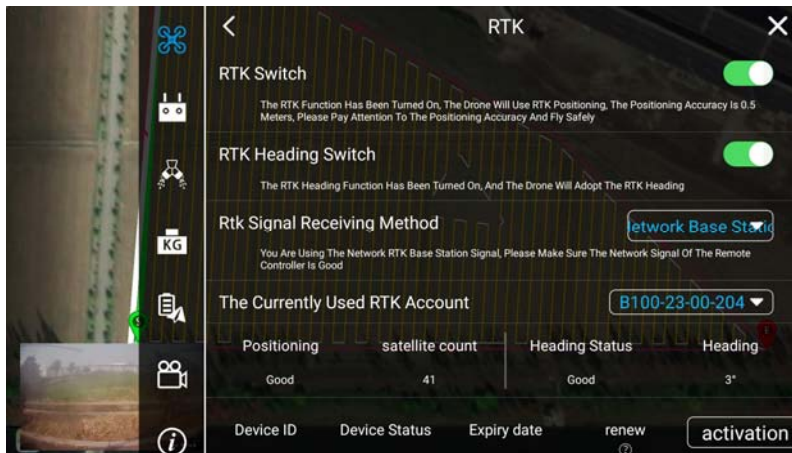 RTK
RTK Switch
The RTK Function Has Been Turned On, The Drone Will Use RTK Positioning, The Positioning Accuracy Is 0.5
Meters, Please Pay Attention To The Positioning Accuracy And Fly Safely
RTK Heading Switch
The RTK Heading Function Has Been Turned On, And The Drone Will Adopt The RTK Heading
Rtk Signal Receiving Method
etwork Base Static
You Are Using The Network RTK Base Station Signal, Please Make Sure The Network Signal Of The Remote
Controller Is Good
KG
The Currently Used RTK Account
B100-23-00-204
Positioning satellite count Heading Status Heading
Good 41 Good 3°
Device ID Device Status Expiry date renew activation